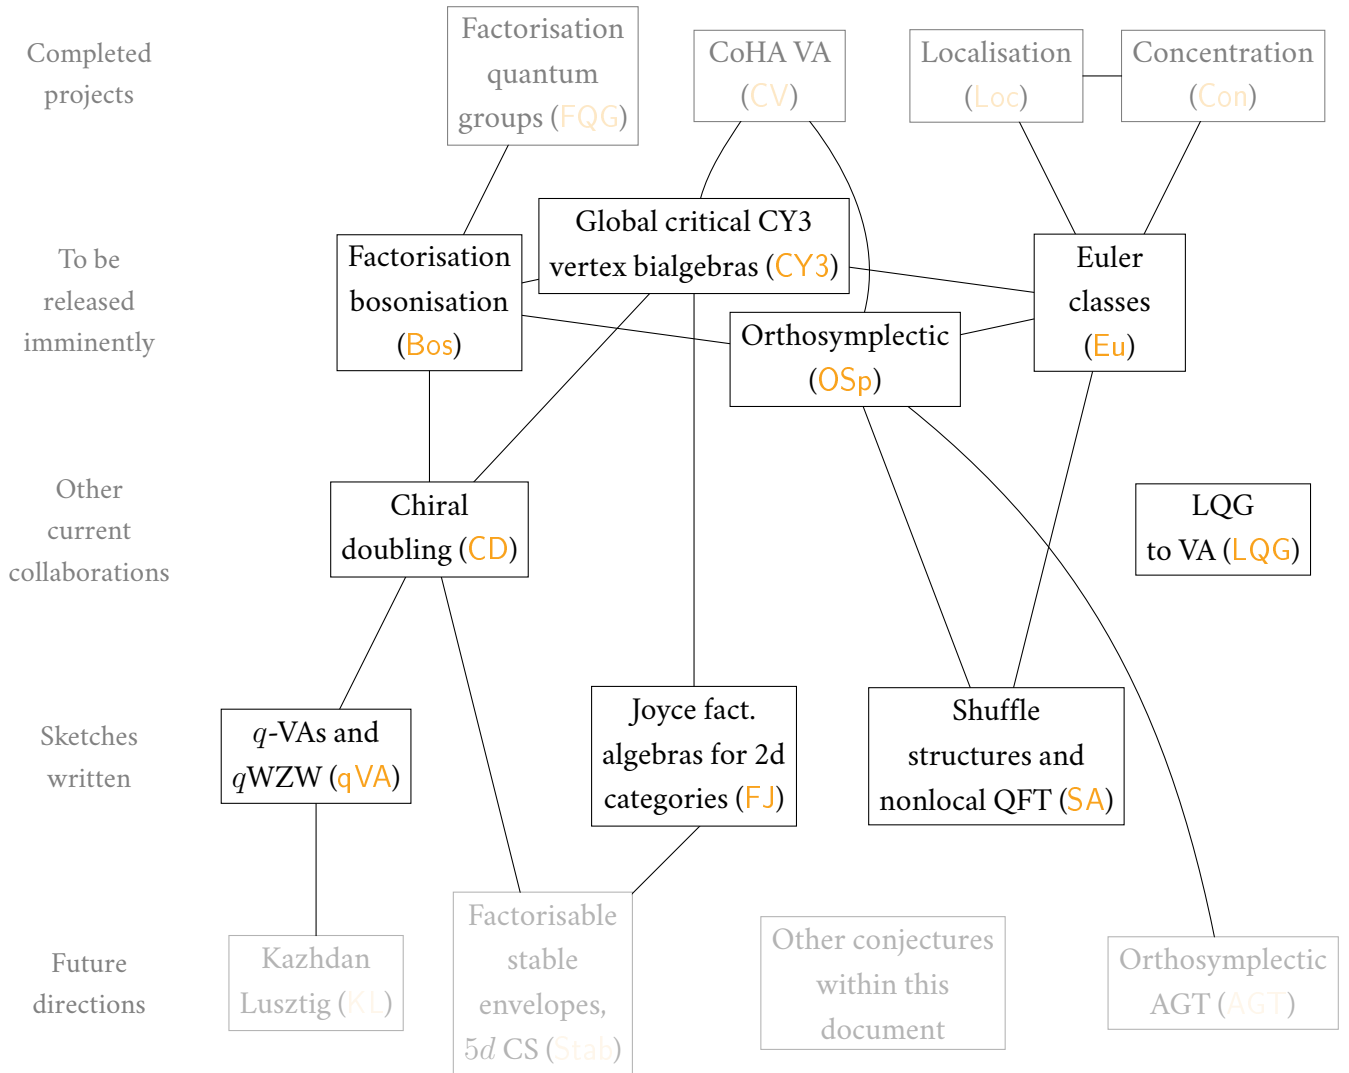 Completed
projects
Factorisation
quantum
groups (FQG)
CoHA VA
(CV)
Localisation
(Loc)
Concentration
(Con)
To be
released
imminently
Factorisation
bosonisation
(Bos)
Global critical CY3
vertex bialgebras (CY3)
Orthosymplectic
(OSp)
Euler
classes
(Eu)
Other
current
collaborations
Chiral
doubling (CD)
LQG
to VA (LQG)
Sketches
written
q-VAs and
qWZW (qVA)
Joyce fact.
algebras for 2d
categories (FJ)
Shuffle
structures and
nonlocal QFT (SA)
Future
directions
Kazhdan
Lusztig (KL)
Factorisable
stable
envelopes,
5d CS (Stab)
Other conjectures
within this
document
Orthosymplectic
AGT (AGT)